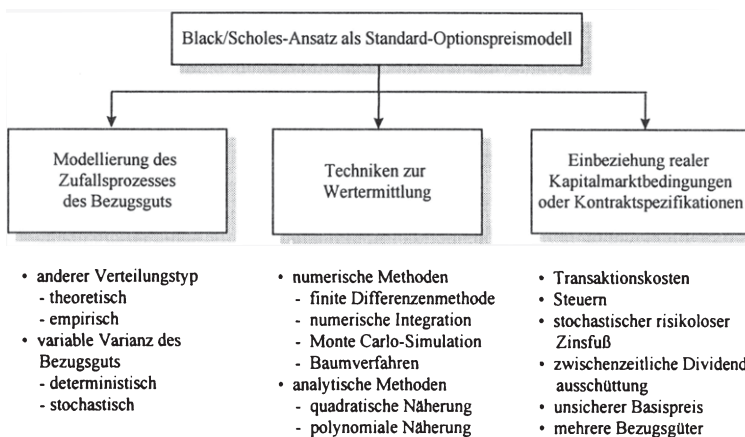 Black/Scholes-Ansatz als Standard-Optionspreismodell
Modellierung des
Zufallsprozesses
des Bezugsguts
Techniken zur
Wertermittlung
Einbeziehung realer
Kapitalmarktbedingungen
oder Kontraktspezifikationen
• anderer Verteilungstyp
- theoretisch
- empirisch
• variable Varianz des
Bezugsguts
- deterministisch
- stochastisch
• numerische Methoden
- finite Differenzenmethode
- numerische Integration
- Monte Carlo-Simulation
- Baumverfahren
• analytische Methoden
- quadratische Näherung
- polynomiale Näherung
• Transaktionskosten
• Steuern
• stochastischer risikoloser
Zinsfuß
• zwischenzeitliche Dividend
ausschüttung
• unsicherer Basispreis
• mehrere Bezugsgüter